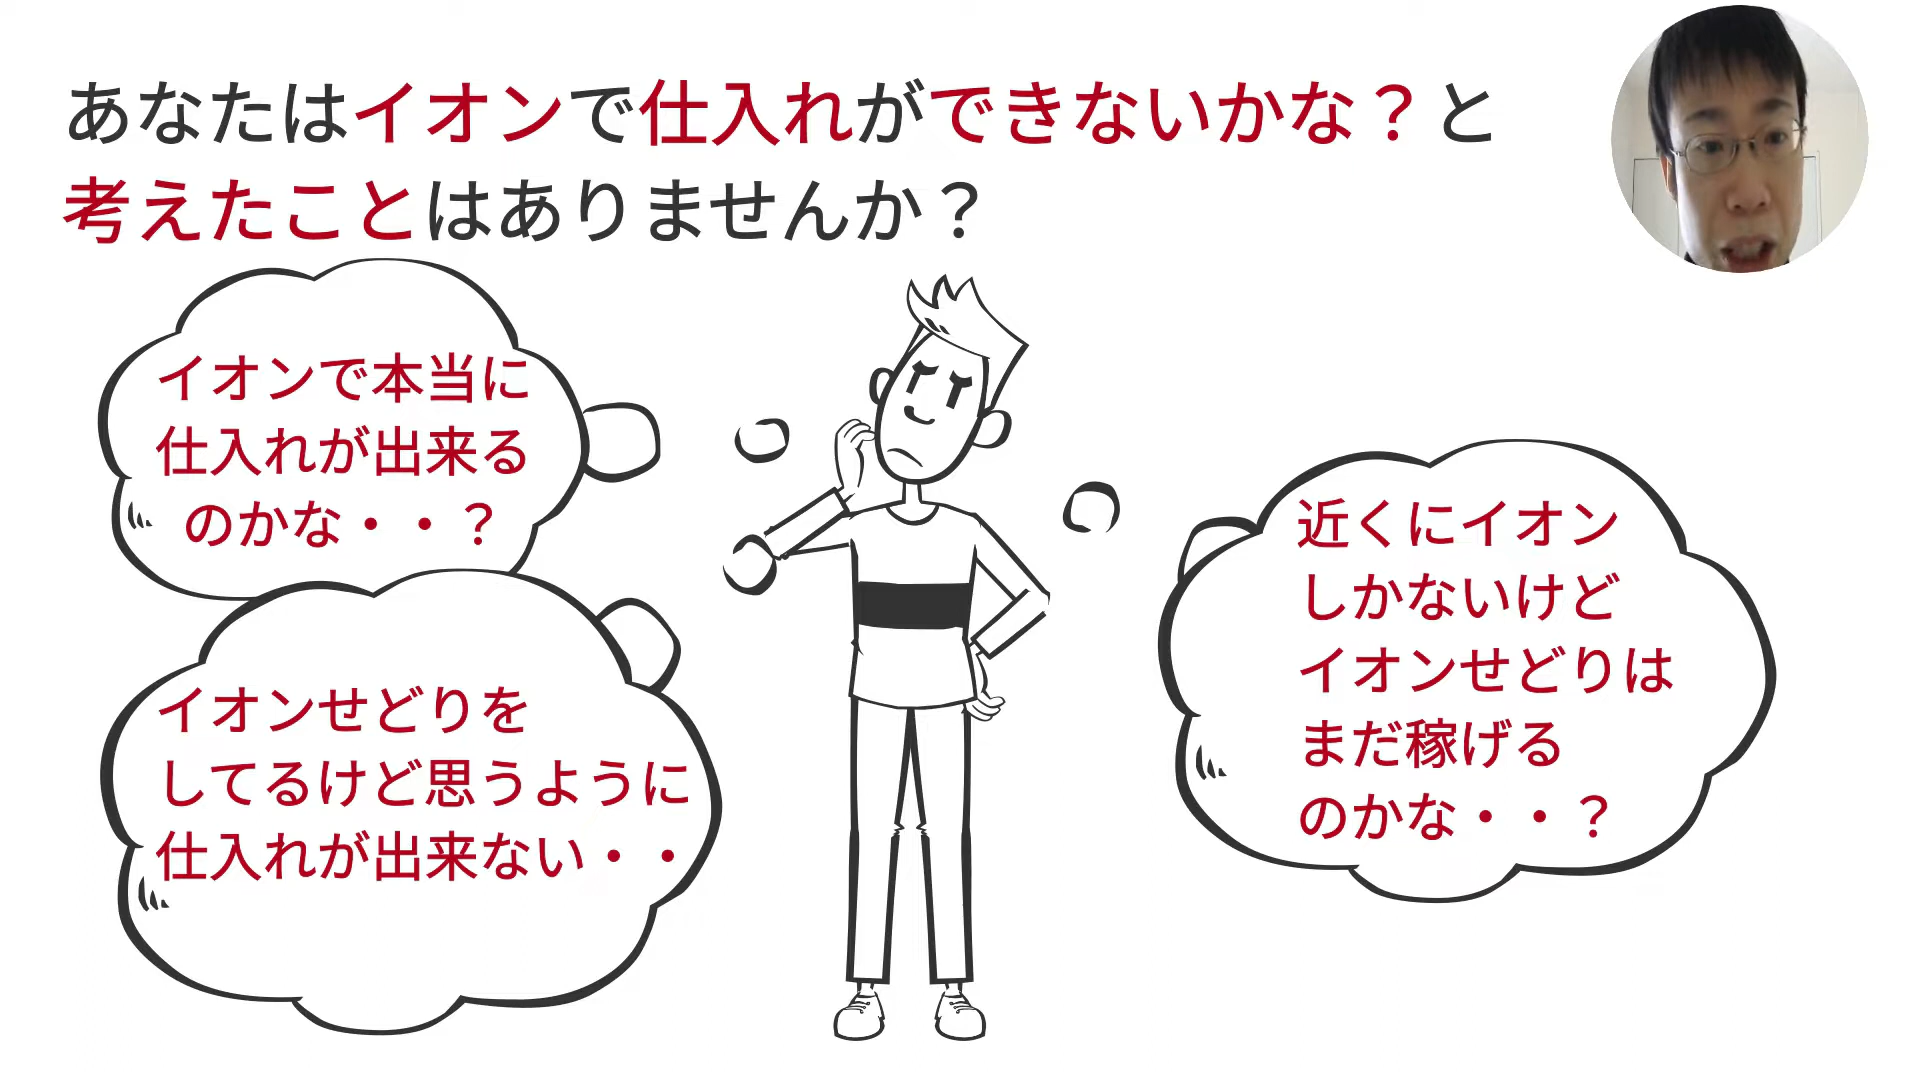 あなたはイオンで仕入れができないかな？と
考えたことはありませんか？
イオンで本当に
仕入れが出来る
のかな・・？
イオンせどりを
してるけど思うように
仕入れが出来ない・・
近くにイオン
しかないけど
イオンせどりは
まだ稼げる
のかな・・？